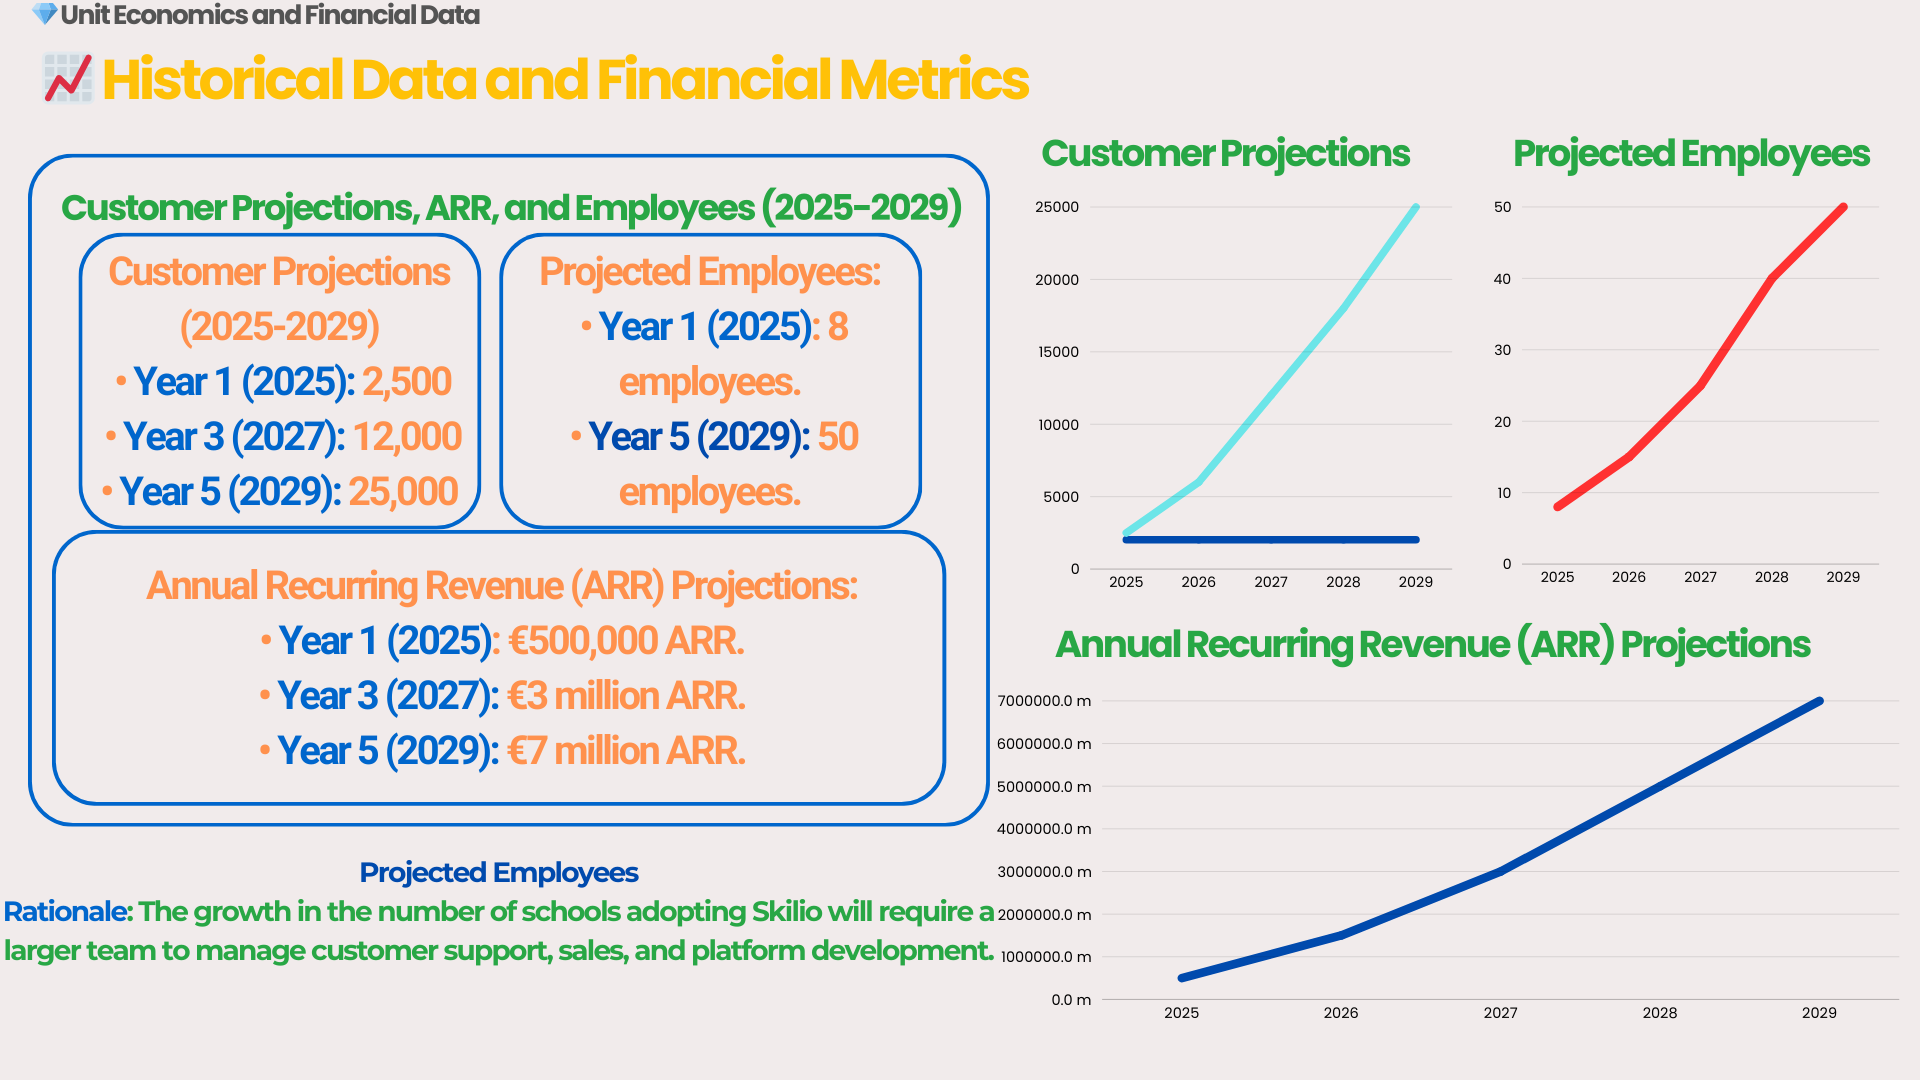 💎Unit Economics and Financial Data
📈 Historical Data and Financial Metrics
Customer Projections, ARR, and Employees (2025-2029)
Customer Projections
(2025-2029)
• Year 1 (2025): 2,500
• Year 3 (2027): 12,000
• Year 5 (2029): 25,000
Projected Employees:
• Year 1 (2025): 8
employees.
• Year 5 (2029): 50
employees.
Annual Recurring Revenue (ARR) Projections:
• Year 1 (2025): €500,000 ARR.
• Year 3 (2027): €3 million ARR.
• Year 5 (2029): €7 million ARR.
Projected Employees
Rationale: The growth in the number of schools adopting Skilio will require a
larger team to manage customer support, sales, and platform development.
Customer Projections
25000
20000
15000
10000
5000
0
2025 2026 2027 2028 2029
Projected Employees
50
40
30
20
10
0
2025 2026 2027 2028 2029
Annual Recurring Revenue (ARR) Projections
7000000.0 m
6000000.0 m
5000000.0 m
4000000.0 m
3000000.0 m
2000000.0 m
1000000.0 m
0.0 m
2025 2026 2027 2028 2029